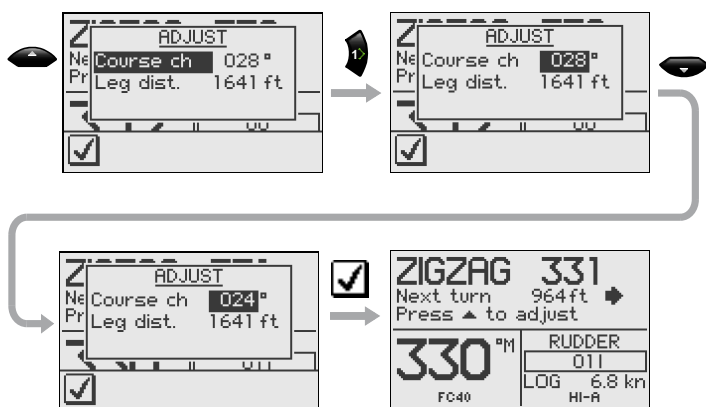 ADJUST
Course ch 028°
Leg dist. 1641 ft
1
ADJUST
Course ch 028°
Leg dist. 1641 ft
ADJUST
Course ch 024°
Leg dist. 1641 ft
ZIGZAG 331
Next turn 964ft
Press ▲ to adjust
330°M
FC40
RUDDER
01
LOG 6.8 kn
HI-A